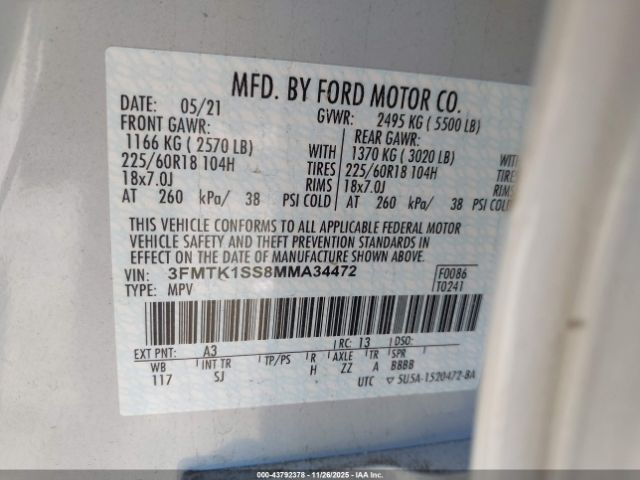 MFD. BY FORD MOTOR CO.
DATE: 05/21 GVWR: 2495 KG ( 5500 LB)
FRONT GAWR: REAR GAWR:
1166 KG ( 2570 LB) WITH 1370 KG ( 3020 LB) WITH
225/60R18 104H TIRES 225/60R18 104H TIRES
18x7.0J RIMS 18x7.0J RIMS
AT 260 kPa/ 38 PSI COLD AT 260 kPa/ 38 PSI COLD
THIS VEHICLE CONFORMS TO ALL APPLICABLE FEDERAL MOTOR
VEHICLE SAFETY AND THEFT PREVENTION STANDARDS IN
EFFECT ON THE DATE OF MANUFACTURE SHOWN ABOVE.
VIN: 3FMTK1SS8MMA34472 F0086
TYPE: MPV T0241
EXT PNT: A3 RC: 13 DSO:
WB INT TR TP/PS R AXLE TR SPR
117 SJ H ZZ A BBBB
UTC 5U5A-1520472-BA
© 43792378 - 11/26/2025 - IAA Inc.